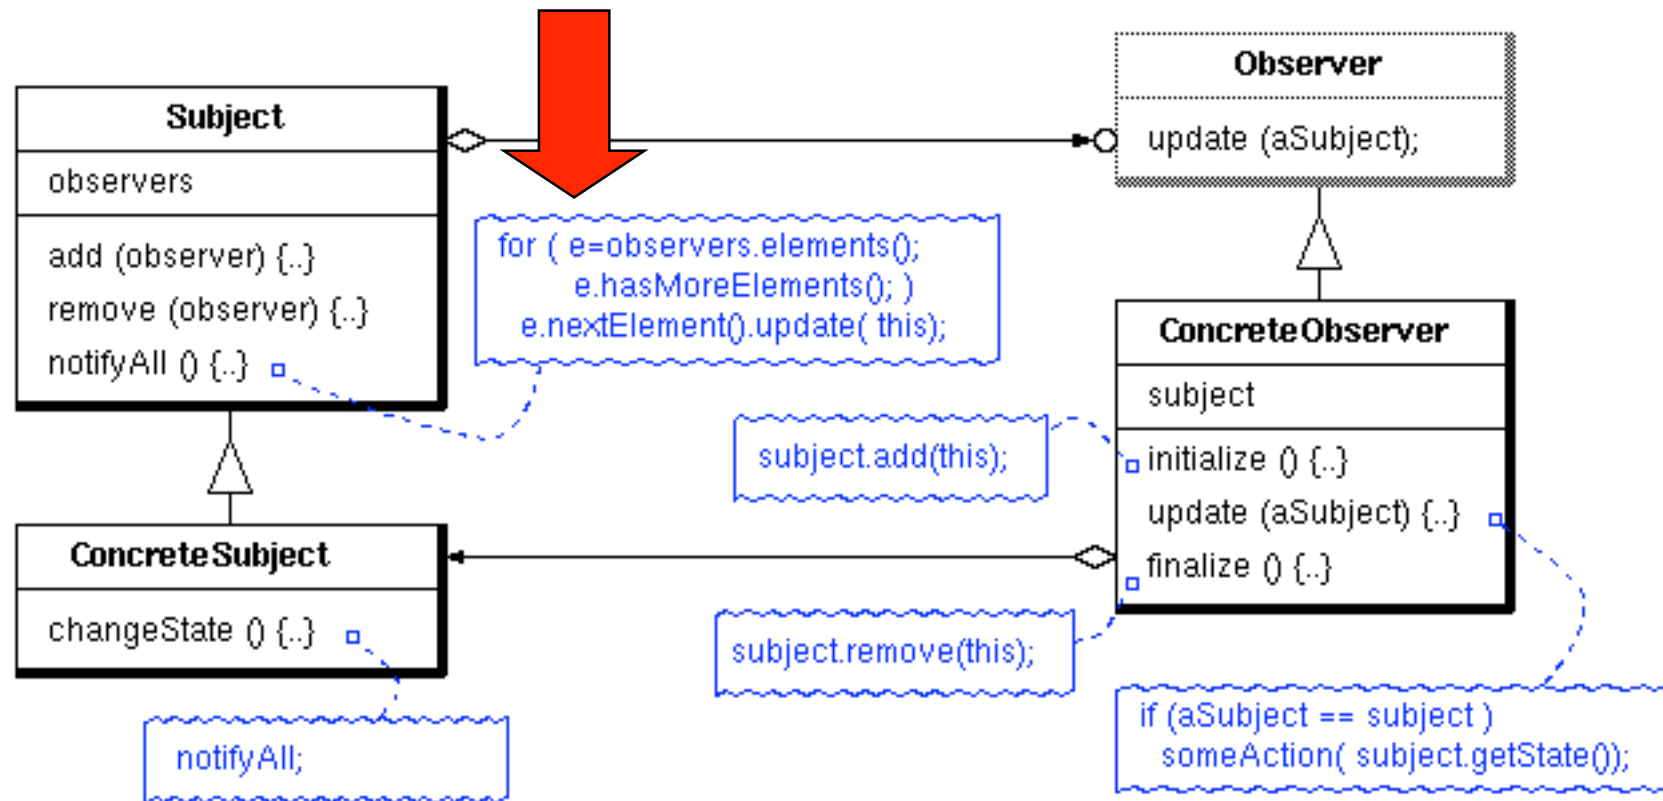 Subject
observers
add (observer) {..}
remove (observer) {..}
notifyAll () {..}
for ( e=observers.elements();
e.hasMoreElements(); )
e.nextElement().update( this);
Observer
update (aSubject);
ConcreteObserver
subject
initialize () {..}
update (aSubject) {..}
finalize () {..}
subject.add(this);
subject.remove(this);
ConcreteSubject
changeState () {..}
notifyAll;
if (aSubject == subject )
someAction( subject.getState());